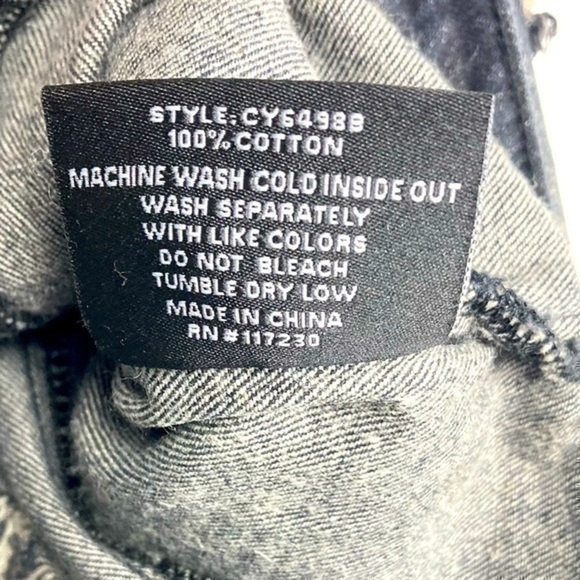 STYLE: CY6498B
100% COTTON
MACHINE WASH COLD INSIDE OUT
WASH SEPARATELY
WITH LIKE COLORS
DO NOT BLEACH
TUMBLE DRY LOW
MADE IN CHINA
RN #117230